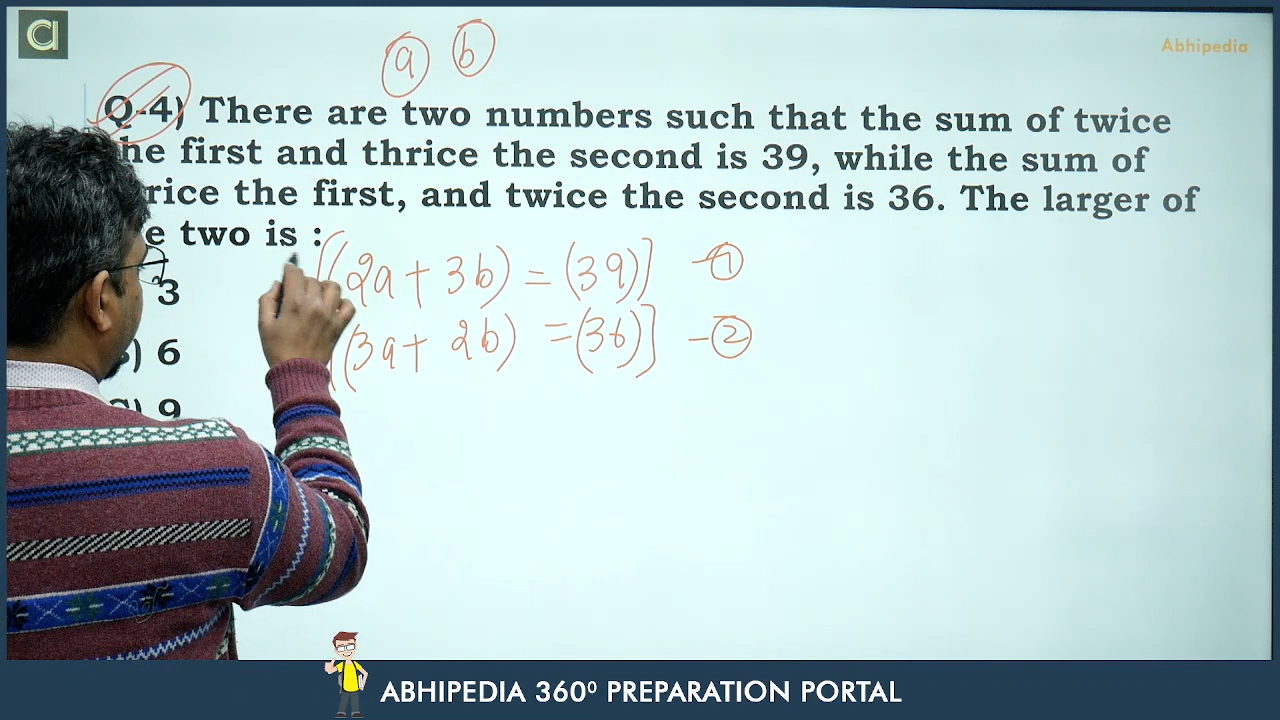 Abhipedia
a b
Q-4) There are two numbers such that the sum of twice
he first and thrice the second is 39, while the sum of
rice the first, and twice the second is 36. The larger of
e two is :
(2a + 3b) = (39)] - 1
3
(3a + 2b) = (36)] - 2
) 6
9
ABHIPEDIA 360⁰ PREPARATION PORTAL